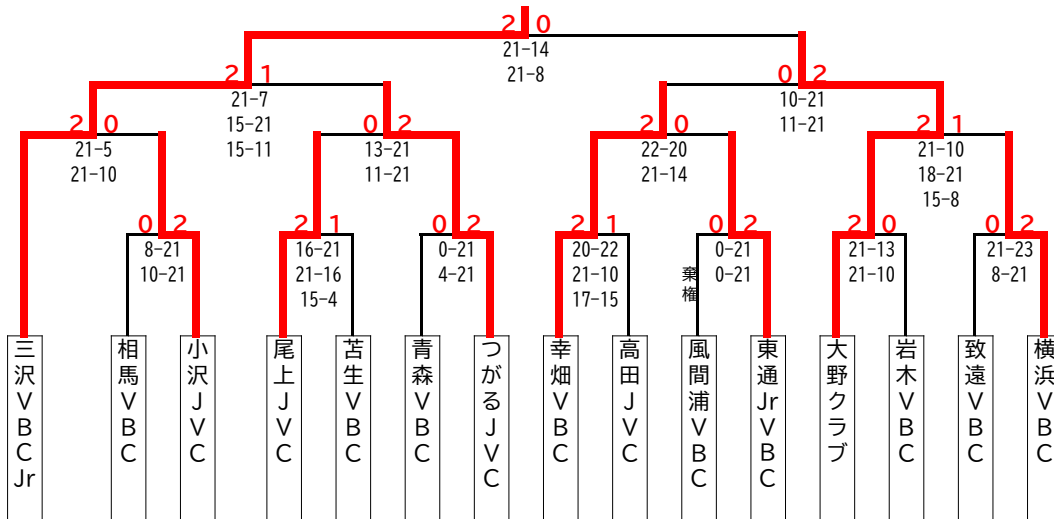 2 0
21-14
21-8
2 1
21-7
15-21
15-11
0 2
10-21
11-21
2 0
21-5
21-10
0 2
13-21
11-21
2 0
22-20
21-14
2 1
21-10
18-21
15-8
0 2
8-21
10-21
2 1
16-21
21-16
15-4
0 2
0-21
4-21
2 1
20-22
21-10
17-15
0 2
0-21
0-21
棄権
2 0
21-13
21-10
0 2
21-23
8-21
三沢VBCJr
相馬VBC
小沢JVC
尾上JVC
苫生VBC
青森VBC
つがるJVC
幸畑VBC
高田JVC
風間浦VBC
東通JrVBC
大野クラブ
岩木VBC
致遠VBC
横浜VBC